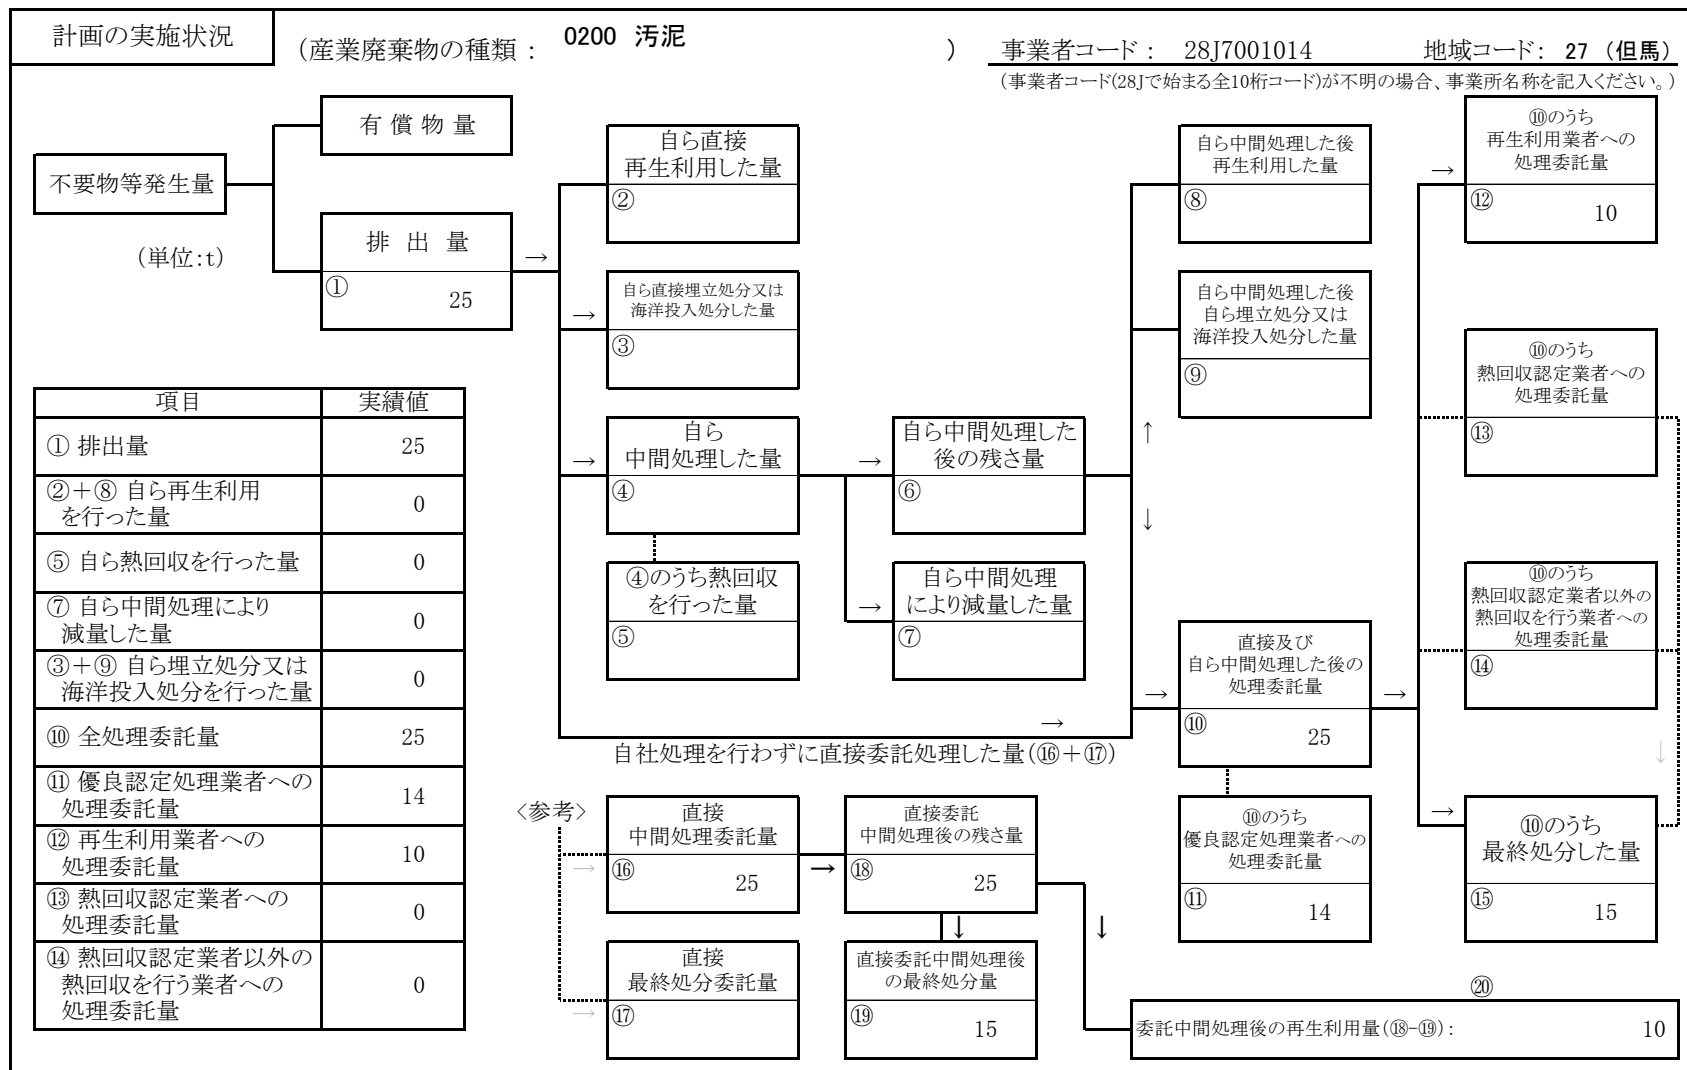 計画の実施状況
（産業廃棄物の種類： 0200 汚泥 ）
事業者コード： 28J7001014 地域コード： 27 （但馬）
（事業者コード(28Jで始まる全10桁コード)が不明の場合、事業所名称を記入ください。）
不要物等発生量
（単位:t）
有 償 物 量
排 出 量
①
25
→
自ら直接
再生利用した量
②
→
自ら直接埋立処分又は
海洋投入処分した量
③
→
自ら
中間処理した量
④
④のうち熱回収
を行った量
⑤
→
自ら中間処理した
後の残さ量
⑥
→
自ら中間処理
により減量した量
⑦
自ら中間処理した後
再生利用した量
⑧
自ら中間処理した後
自ら埋立処分又は
海洋投入処分した量
⑨
↑
↓
→
自社処理を行わずに直接委託処理した量（⑯＋⑰）
→
直接及び
自ら中間処理した後の
処理委託量
⑩
25
→
⑩のうち
優良認定処理業者への
処理委託量
⑪
14
→
⑩のうち
再生利用業者への
処理委託量
⑫
10
⑩のうち
熱回収認定業者への
処理委託量
⑬
⑩のうち
熱回収認定業者以外の
熱回収を行う業者への
処理委託量
⑭
↓
→
⑩のうち
最終処分した量
⑮
15
項目 実績値
① 排出量 25
②＋⑧ 自ら再生利用
を行った量 0
⑤ 自ら熱回収を行った量 0
⑦ 自ら中間処理により
減量した量 0
③＋⑨ 自ら埋立処分又は
海洋投入処分を行った量 0
⑩ 全処理委託量 25
⑪ 優良認定処理業者への
処理委託量 14
⑫ 再生利用業者への
処理委託量 10
⑬ 熱回収認定業者への
処理委託量 0
⑭ 熱回収認定業者以外の
熱回収を行う業者への
処理委託量 0
＜参考＞
→
直接
中間処理委託量
⑯
25
→
直接委託
中間処理後の残さ量
⑱
25
↓
↓
→
直接
最終処分委託量
⑰
直接委託中間処理後
の最終処分量
⑲
15
⑳
委託中間処理後の再生利用量(⑱-⑲)： 10